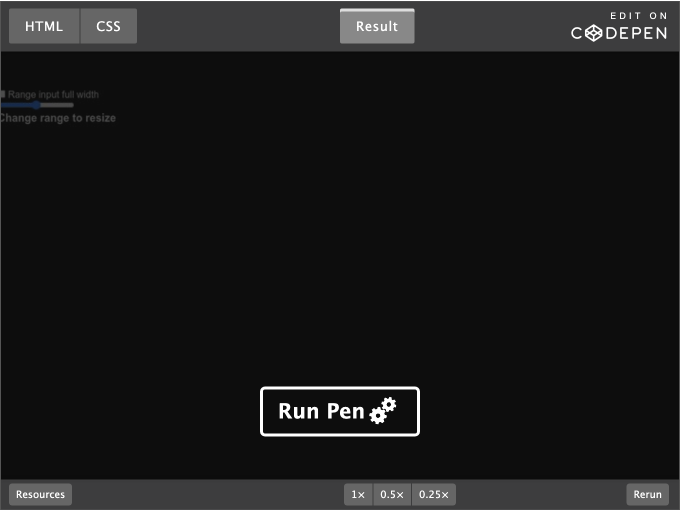 HTML
CSS
Result
EDIT ON
CODEPEN
Range input full width
Change range to resize
Run Pen
Resources
1×
0.5×
0.25×
Rerun